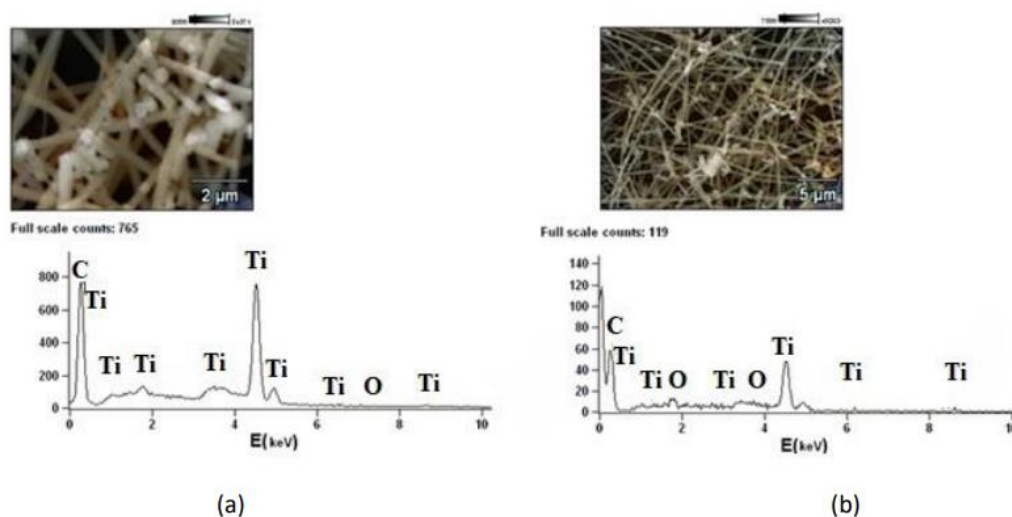 2 µm
5 µm
Full scale counts: 765
Full scale counts: 119
C
Ti
Ti
Ti
Ti
Ti
Ti
Ti
O
Ti
800
600
400
200
0
0
2
4
6
8
10
E(keV)
140
120
100
80
60
40
20
0
C
Ti
Ti
O
Ti
O
Ti
Ti
Ti
0
2
4
6
8
10
E(keV)
(a)
(b)